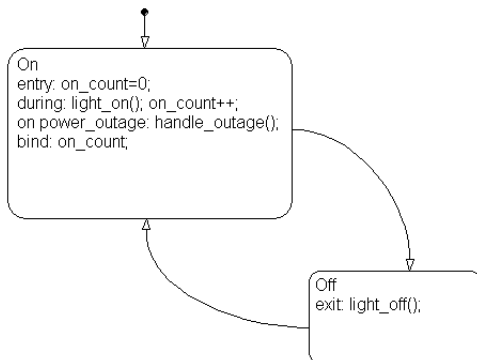 On
entry: on_count=0;
during: light_on(); on_count++;
on power_outage: handle_outage();
bind: on_count;
Off
exit: light_off();